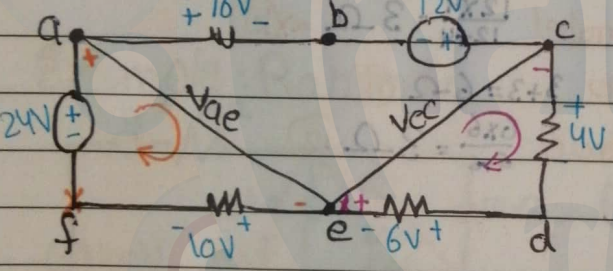 + 10V -
12V
a
b
- +
c
+
-
24V
+
-
Vae
Vec
+
4V
-
+
f
-10V+
e
- 6V +
d